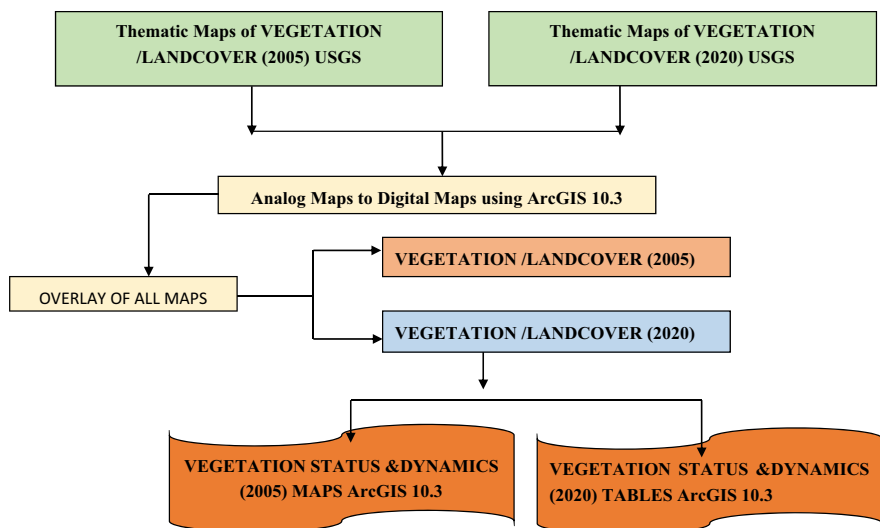 Thematic Maps of VEGETATION
/LANDCOVER (2005) USGS
Thematic Maps of VEGETATION
/LANDCOVER (2020) USGS
Analog Maps to Digital Maps using ArcGIS 10.3
VEGETATION /LANDCOVER (2005)
OVERLAY OF ALL MAPS
VEGETATION /LANDCOVER (2020)
VEGETATION STATUS &DYNAMICS
(2005) MAPS ArcGIS 10.3
VEGETATION STATUS &DYNAMICS
(2020) TABLES ArcGIS 10.3